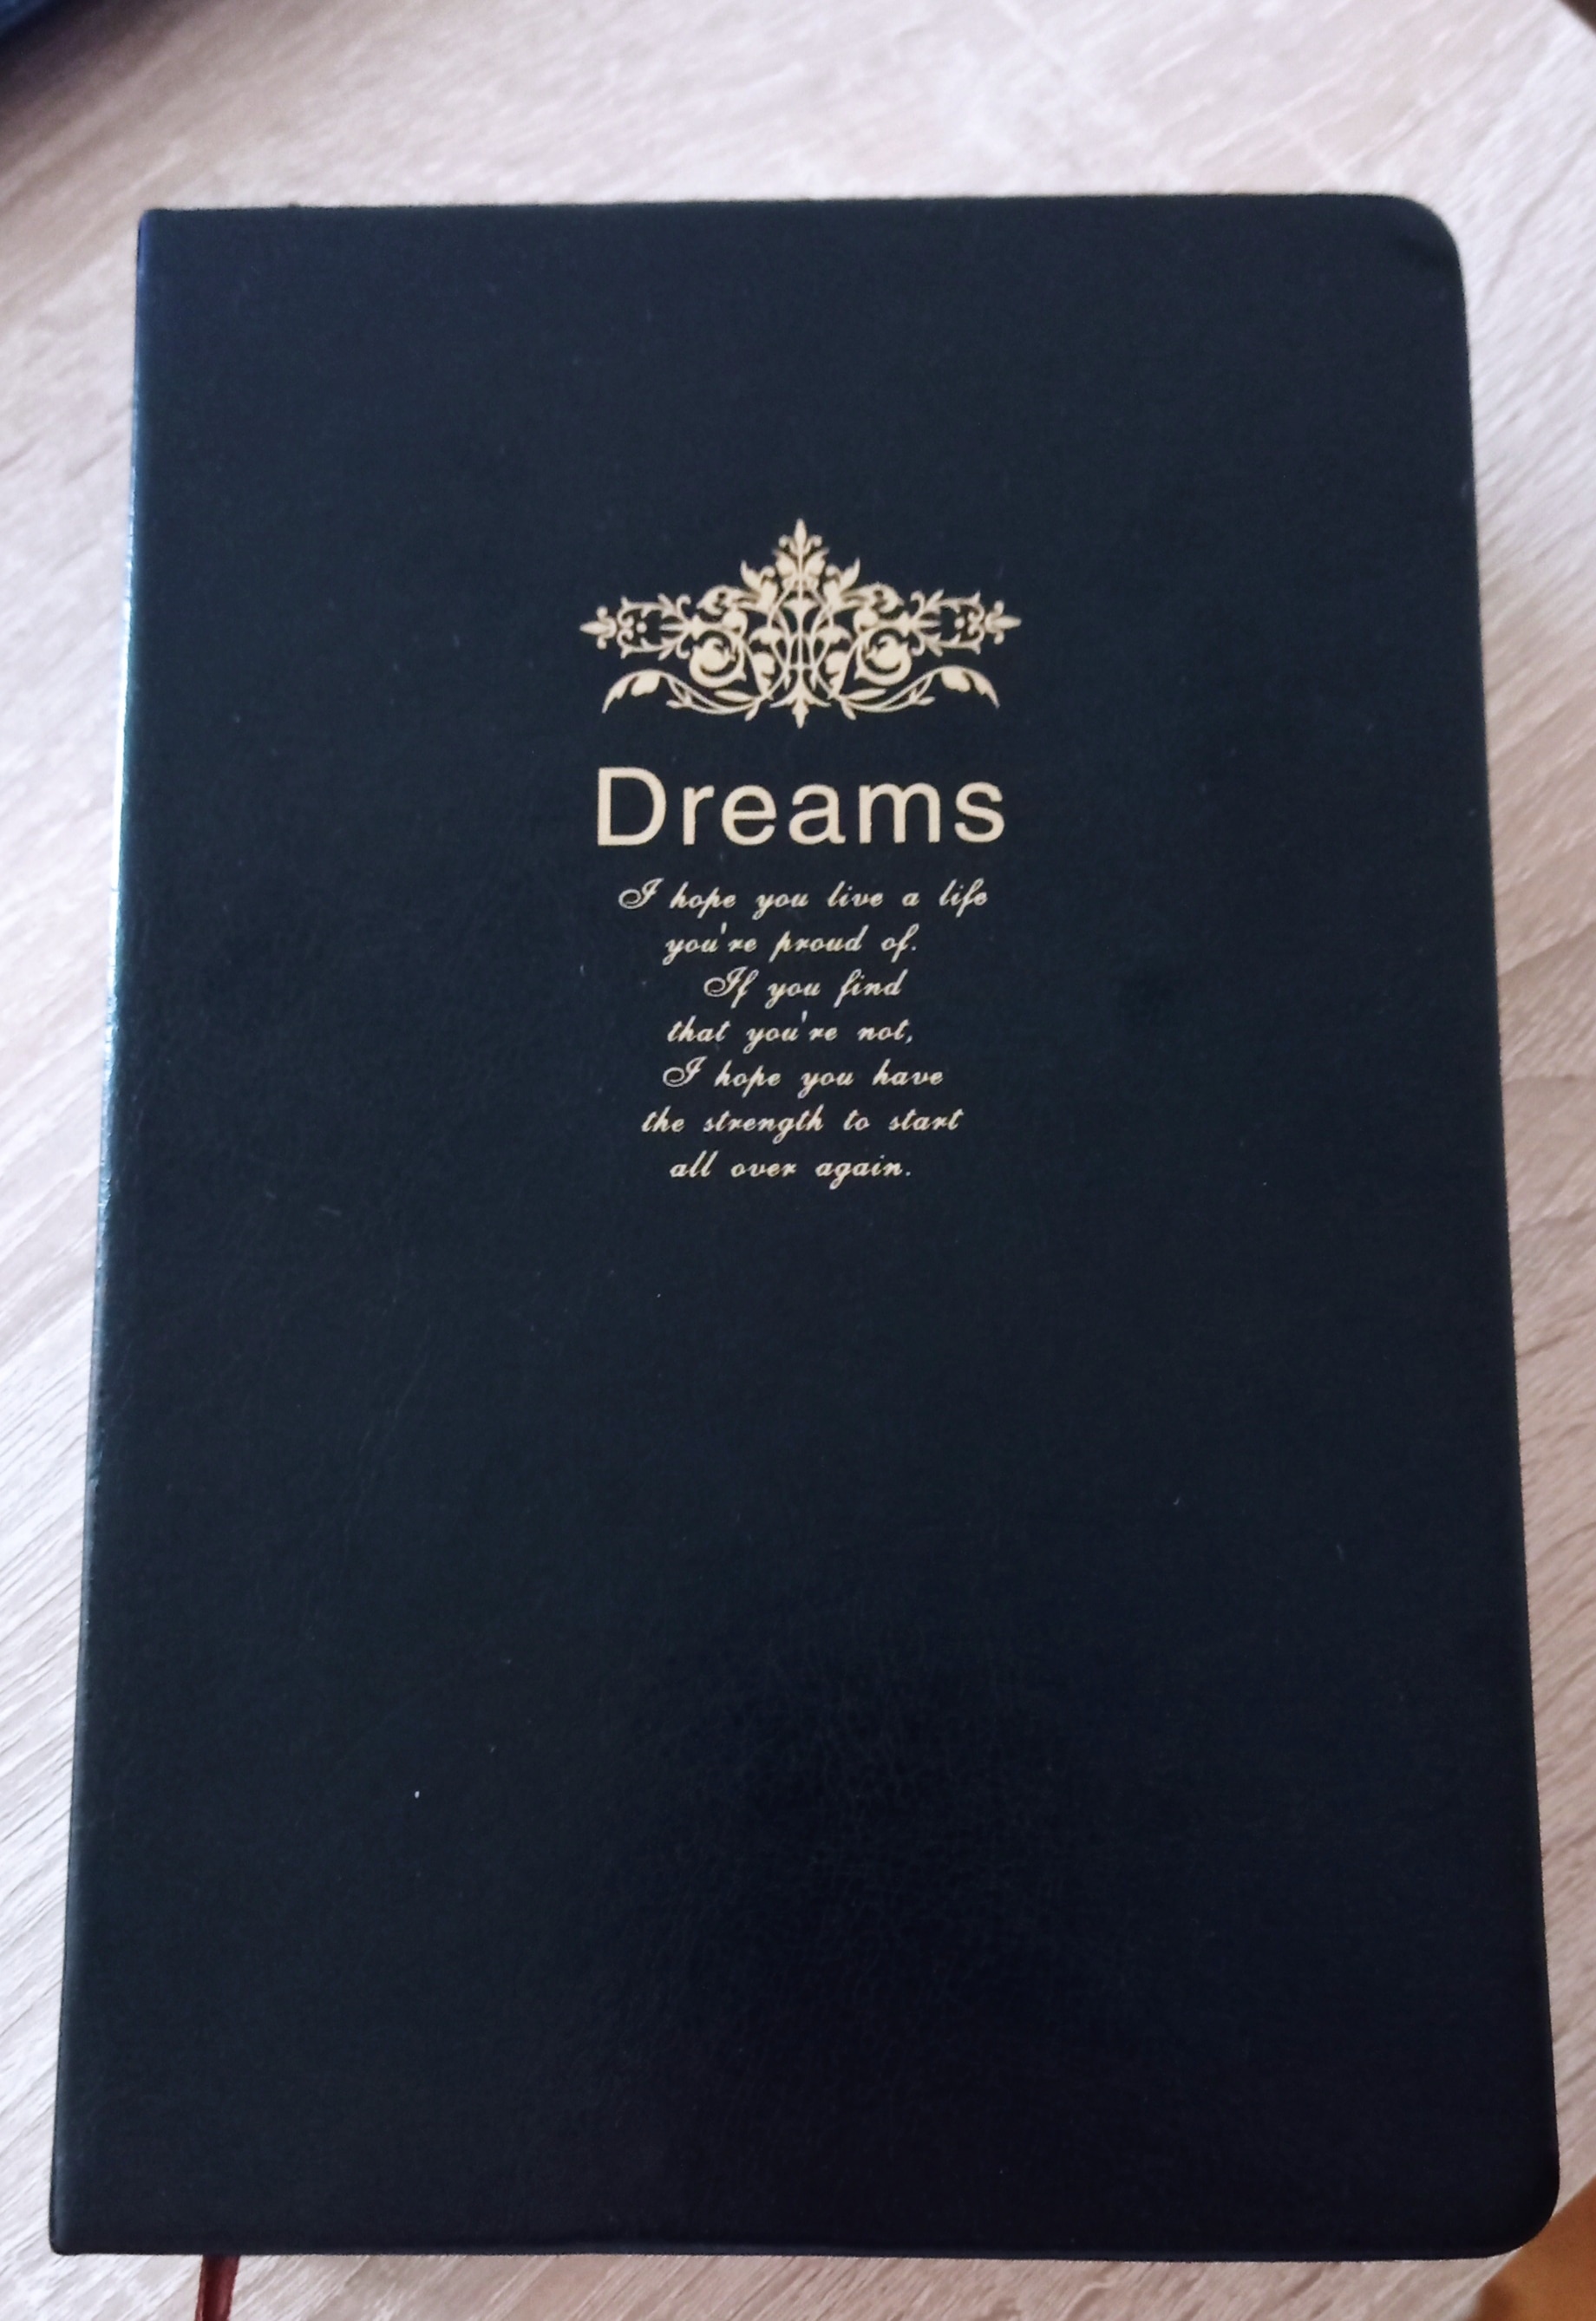 Dreams
I hope you live a life
you're proud of.
If you find
that you're not,
I hope you have
the strength to start
all over again.